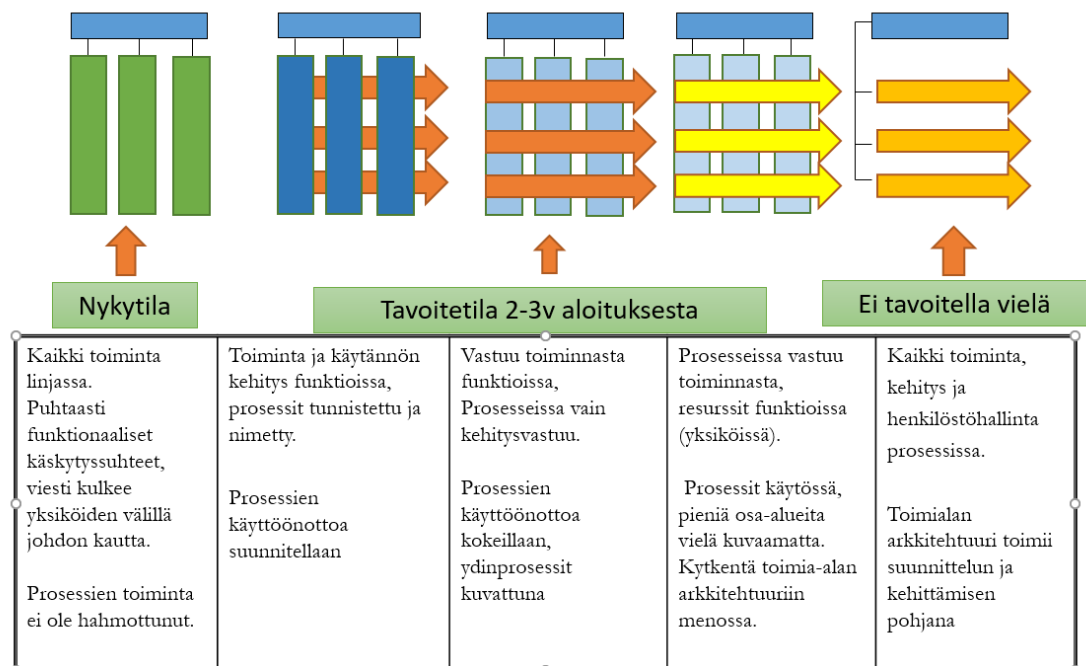 Nykytila
Tavoitetila 2-3v aloituksesta
Ei tavoitella vielä
Kaikki toiminta
linjassa.
Puhtaasti
funktionaaliset
käskytyssuhteet,
viesti kulkee
yksiköiden välillä
johdon kautta.
Prosessien toiminta
ei ole hahmottunut.
Toiminta ja käytännön
kehitys funktioissa,
prosessit tunnistettu ja
nimetty.
Prosessien
käyttöönottoa
suunnitellaan
Vastuu toiminnasta
funktioissa,
Prosesseissa vain
kehitysvastuu.
Prosessien
käyttöönottoa
kokeillaan,
ydinprosessit
kuvattuna
Prosesseissa vastuu
toiminnasta,
resurssit funktioissa
(yksiköissä).
Prosessit käytössä,
pieniä osa-alueita
vielä kuvaamatta.
Kytkentä toimia-alan
arkkitehtuuriin
menossa.
Kaikki toiminta,
kehitys ja
henkilöstöhallinta
prosessissa.
Toimialan
arkkitehtuuri toimii
suunnittelun ja
kehittämisen
pohjana